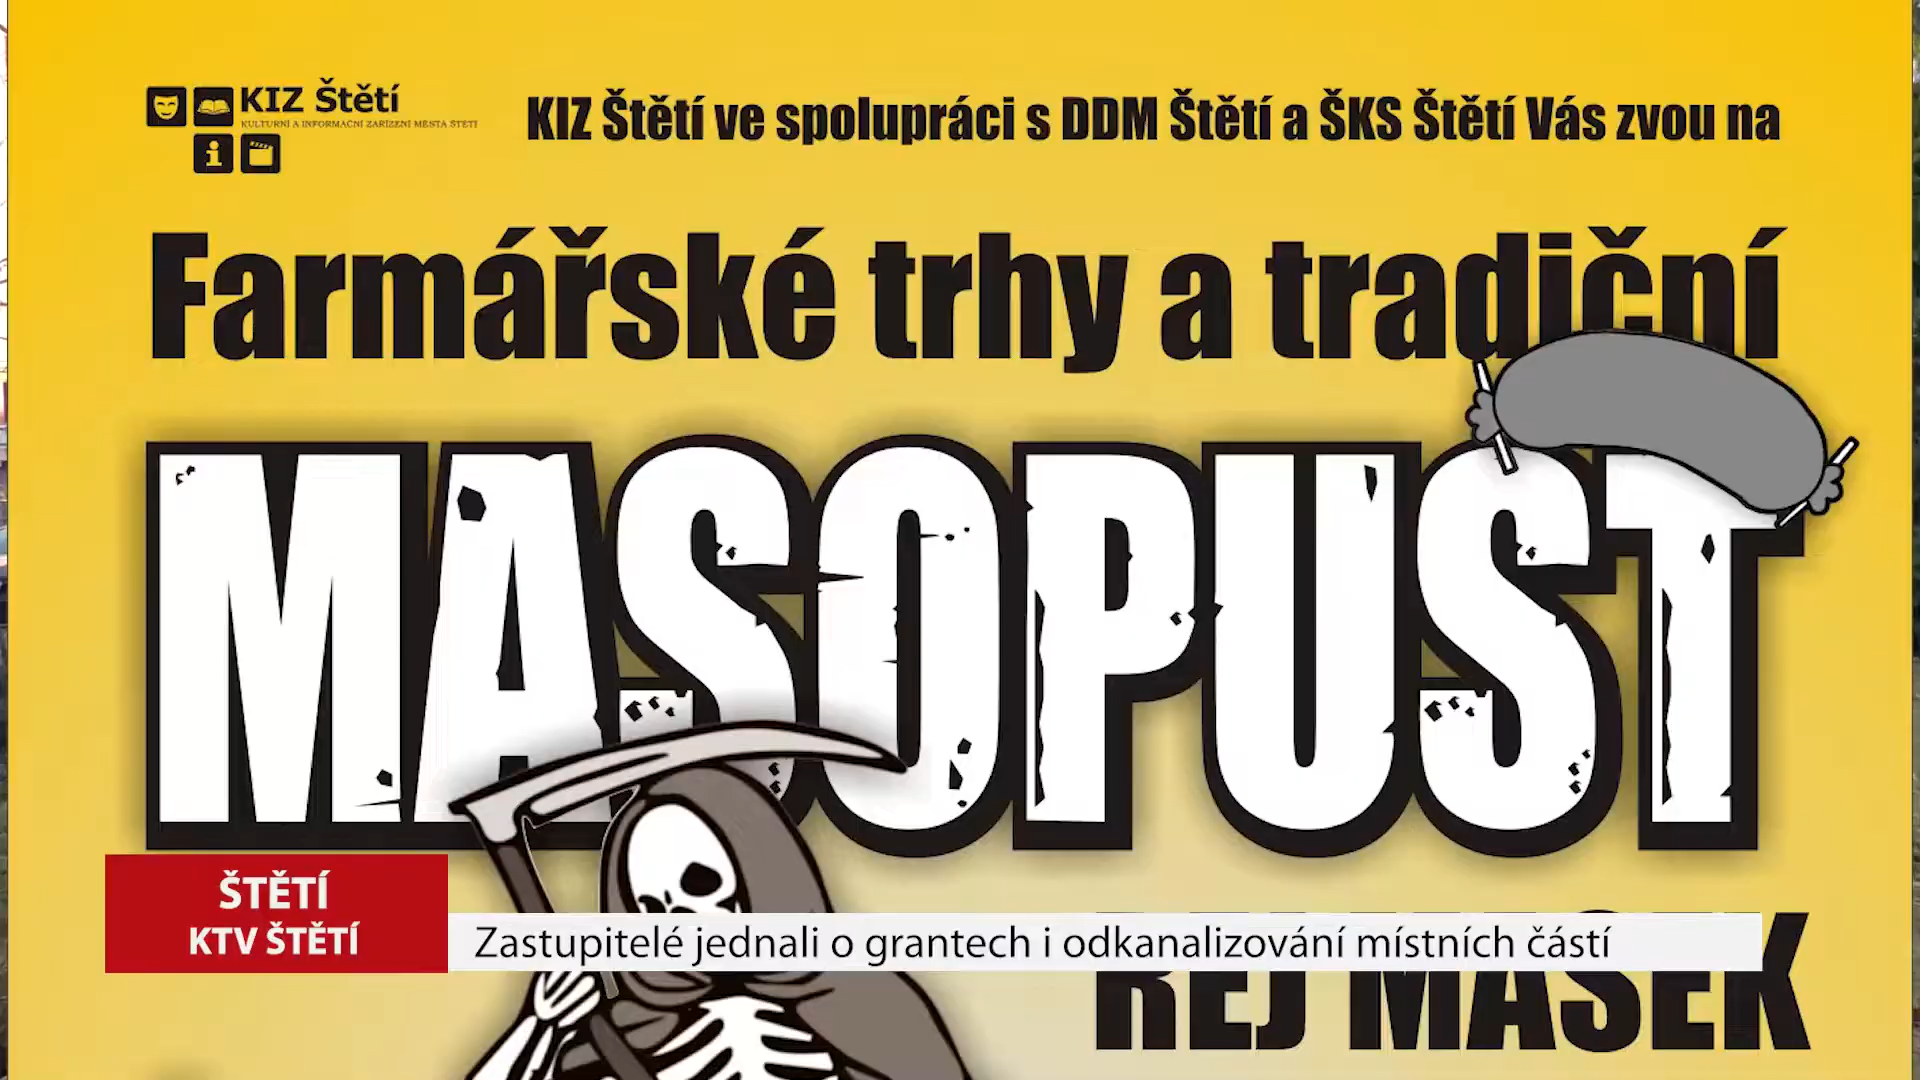 KIZ Štětí
KULTURNÍ A INFORMAČNÍ ZAŘÍZENÍ MĚSTA ŠTĚTÍ
KIZ Štětí ve spolupráci s DDM Štětí a ŠKS Štětí Vás zvou na
Farmářské trhy a tradiční
MASOPUST
REJ MASEK
ŠTĚTÍ
KTV ŠTĚTÍ
Zastupitelé jednali o grantech i odkanalizování místních částí